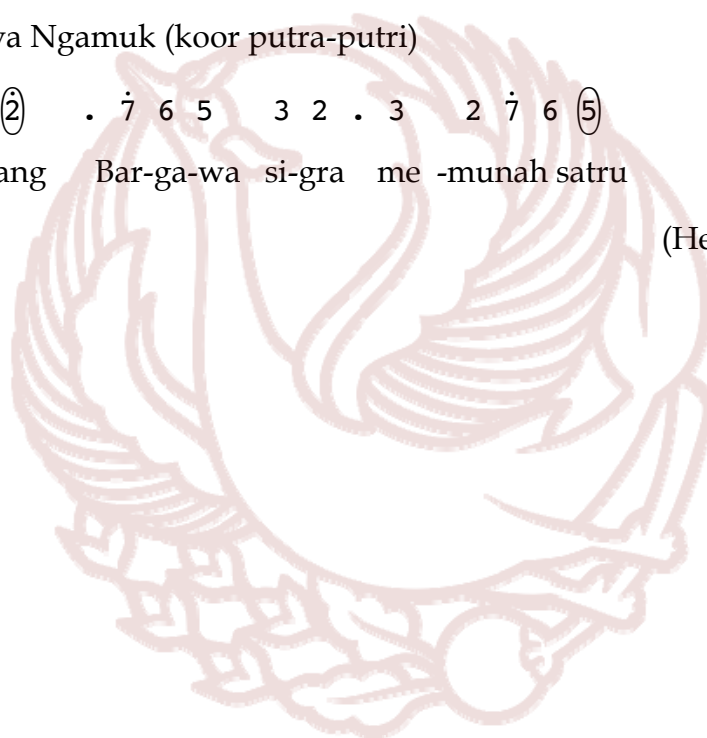 va Ngamuk (koor putra-putri)
2̇ . 7̇ 6 5 3 2 . 3 2 7̇ 6 5
ang Bar-ga-wa si-gra me -munah satru
(He